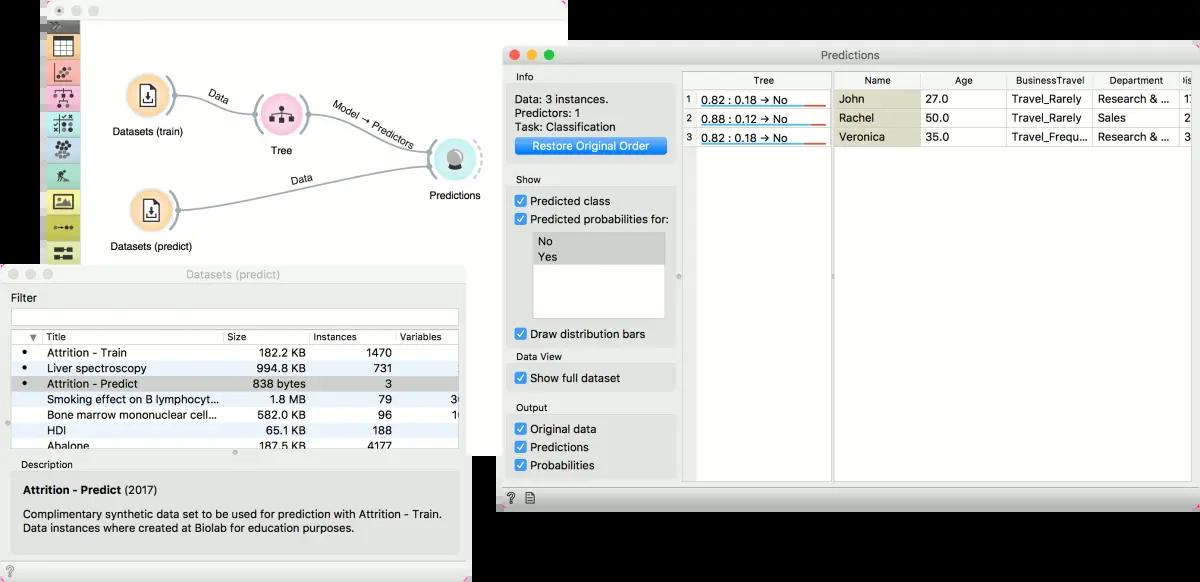 Data
Datasets (train)
Tree
Model → Predictors
Data
Predictions
Datasets (predict)
Datasets (predict)
Filter
Title Size Instances Variables
Attrition - Train 182.2 KB 1470
Liver spectroscopy 994.8 KB 731
Attrition - Predict 838 bytes 3
Smoking effect on B lymphocyt... 1.8 MB 79
Bone marrow mononuclear cell... 582.0 KB 96
HDI 65.1 KB 188
Abalone 187.5 KB 4177
Description
Attrition - Predict (2017)
Complimentary synthetic data set to be used for prediction with Attrition - Train.
Data instances where created at Biolab for education purposes.
?
Predictions
Info
Data: 3 instances.
Predictors: 1
Task: Classification
Restore Original Order
Show
Predicted class
Predicted probabilities for:
No
Yes
Draw distribution bars
Data View
Show full dataset
Output
Original data
Predictions
Probabilities
?
Tree
1 0.82 : 0.18 → No
2 0.88 : 0.12 → No
3 0.82 : 0.18 → No
Name Age BusinessTravel Department
John 27.0 Travel_Rarely Research & ...
Rachel 50.0 Travel_Rarely Sales 2
Veronica 35.0 Travel_Frequ... Research & ... 3